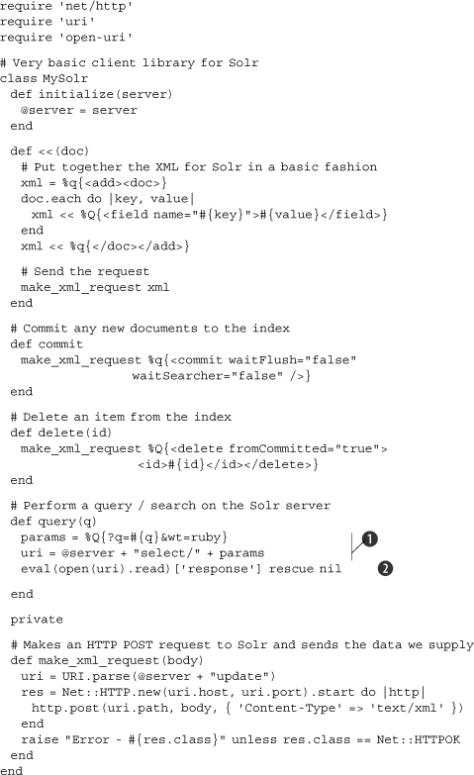 require 'net/http'
require 'uri'
require 'open-uri'
# Very basic client library for Solr
class MySolr
  def initialize(server)
    @server = server
  end
  def <<(doc)
    # Put together the XML for Solr in a basic fashion
    xml = %q{<add><doc>}
    doc.each do |key, value|
      xml << %Q{<field name="#{key}">#{value}</field>}
    end
    xml << %q{</doc></add>}
    # Send the request
    make_xml_request xml
  end
  # Commit any new documents to the index
  def commit
    make_xml_request %q{<commit waitFlush="false"
                        waitSearcher="false" />}
  end
  # Delete an item from the index
  def delete(id)
    make_xml_request %Q{<delete fromCommitted="true">
                        <id>#{id}</id></delete>}
  end
  # Perform a query / search on the Solr server
  def query(q)
    params = %Q{?q=#{q}&wt=ruby}
    uri = @server + "select/" + params ❶
    eval(open(uri).read)['response'] rescue nil ❷
  end
  private
  # Makes an HTTP POST request to Solr and sends the data we supply
  def make_xml_request(body)
    uri = URI.parse(@server + "update")
    res = Net::HTTP.new(uri.host, uri.port).start do |http|
      http.post(uri.path, body, { 'Content-Type' => 'text/xml' })
    end
    raise "Error - #{res.class}" unless res.class == Net::HTTPOK
  end
end